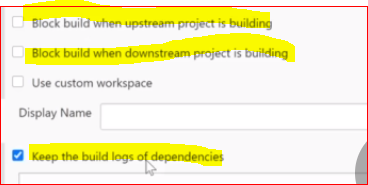 Block build when upstream project is building
Block build when downstream project is building
Use custom workspace
Display Name
Keep the build logs of dependencies